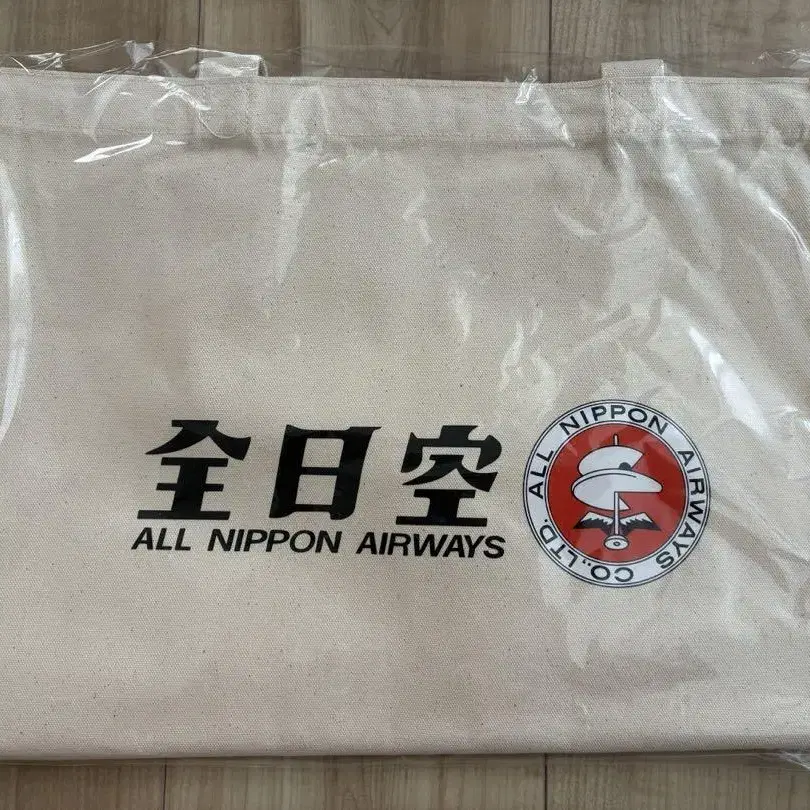 全日空
ALL NIPPON AIRWAYS
ALL NIPPON AIRWAYS CO.,LTD.